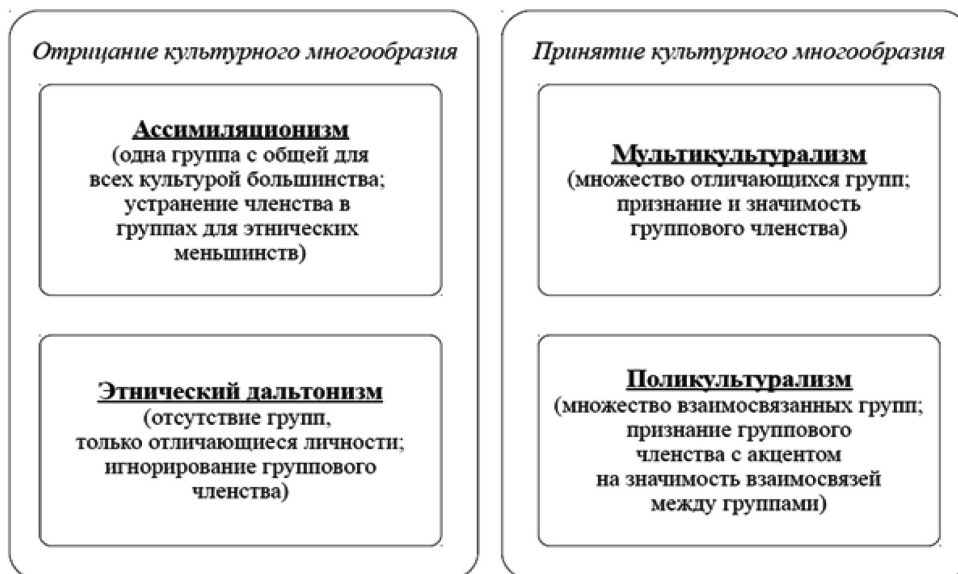 Отрицание культурного многообразия
Ассимиляционизм
(одна группа с общей для
всех культурой большинства;
устранение членства в
группах для этнических
меньшинств)
Этнический дальтонизм
(отсутствие групп,
только отличающиеся личности;
игнорирование группового
членства)
Принятие культурного многообразия
Мультикультурализм
(множество отличающихся групп;
признание и значимость
группового членства)
Поликультурализм
(множество взаимосвязанных групп;
признание группового
членства с акцентом
на значимость взаимосвязей
между группами)